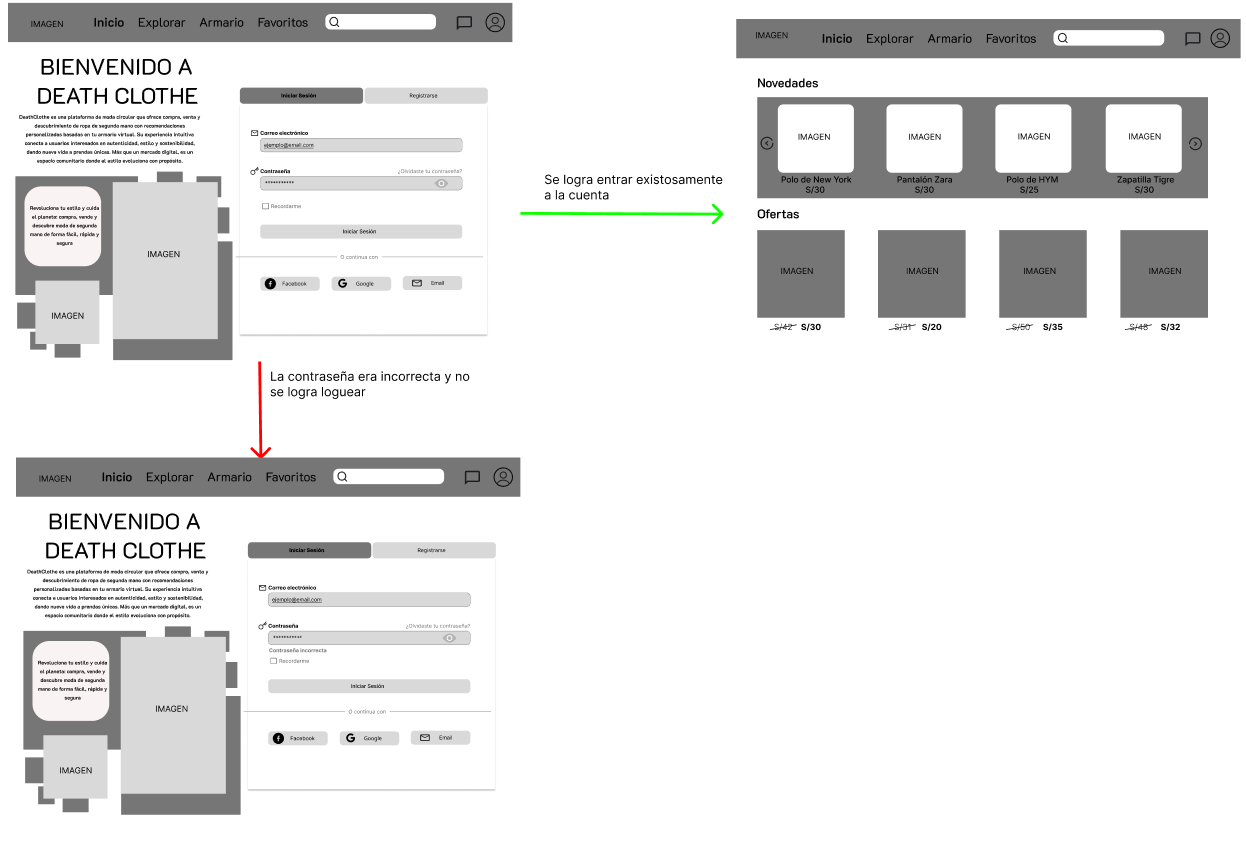 IMAGEN
Inicio Explorar Armario Favoritos
BIENVENIDO A
DEATH CLOTHE
DeathClothe es una plataforma de moda circular que ofrece compra, venta y
descubrimiento de ropa de segunda mano con recomendaciones
personalizadas basadas en tu armario virtual. Su experiencia intuitiva
conecta a usuarios interesados en autenticidad, estilo y sostenibilidad,
dando nueva vida a prendas únicas. Más que un mercado digital, es un
espacio comunitario donde el estilo evoluciona con propósito.
Revoluciona tu estilo y cuida
el planeta: compra, vende y
descubre moda de segunda
mano de forma fácil, rápida y
segura
IMAGEN
IMAGEN
Iniciar Sesión Registrarse
Correo electrónico
ejemplo@email.com
Contraseña ¿Olvidaste tu contraseña?
***********
Recordarme
Iniciar Sesión
O continua con
Facebook Google Email
Se logra entrar existosamente
a la cuenta
IMAGEN
Inicio Explorar Armario Favoritos
Novedades
IMAGEN IMAGEN IMAGEN IMAGEN
Polo de New York Pantalón Zara Polo de HYM Zapatilla Tigre
S/30 S/30 S/25 S/30
Ofertas
IMAGEN IMAGEN IMAGEN IMAGEN
S/42 S/30 S/31 S/20 S/50 S/35 S/48 S/32
La contraseña era incorrecta y no
se logra loguear
IMAGEN
Inicio Explorar Armario Favoritos
BIENVENIDO A
DEATH CLOTHE
DeathClothe es una plataforma de moda circular que ofrece compra, venta y
descubrimiento de ropa de segunda mano con recomendaciones
personalizadas basadas en tu armario virtual. Su experiencia intuitiva
conecta a usuarios interesados en autenticidad, estilo y sostenibilidad,
dando nueva vida a prendas únicas. Más que un mercado digital, es un
espacio comunitario donde el estilo evoluciona con propósito.
Revoluciona tu estilo y cuida
el planeta: compra, vende y
descubre moda de segunda
mano de forma fácil, rápida y
segura
IMAGEN
IMAGEN
Iniciar Sesión Registrarse
Correo electrónico
ejemplo@email.com
Contraseña ¿Olvidaste tu contraseña?
***********
Contraseña incorrecta
Recordarme
Iniciar Sesión
O continua con
Facebook Google Email